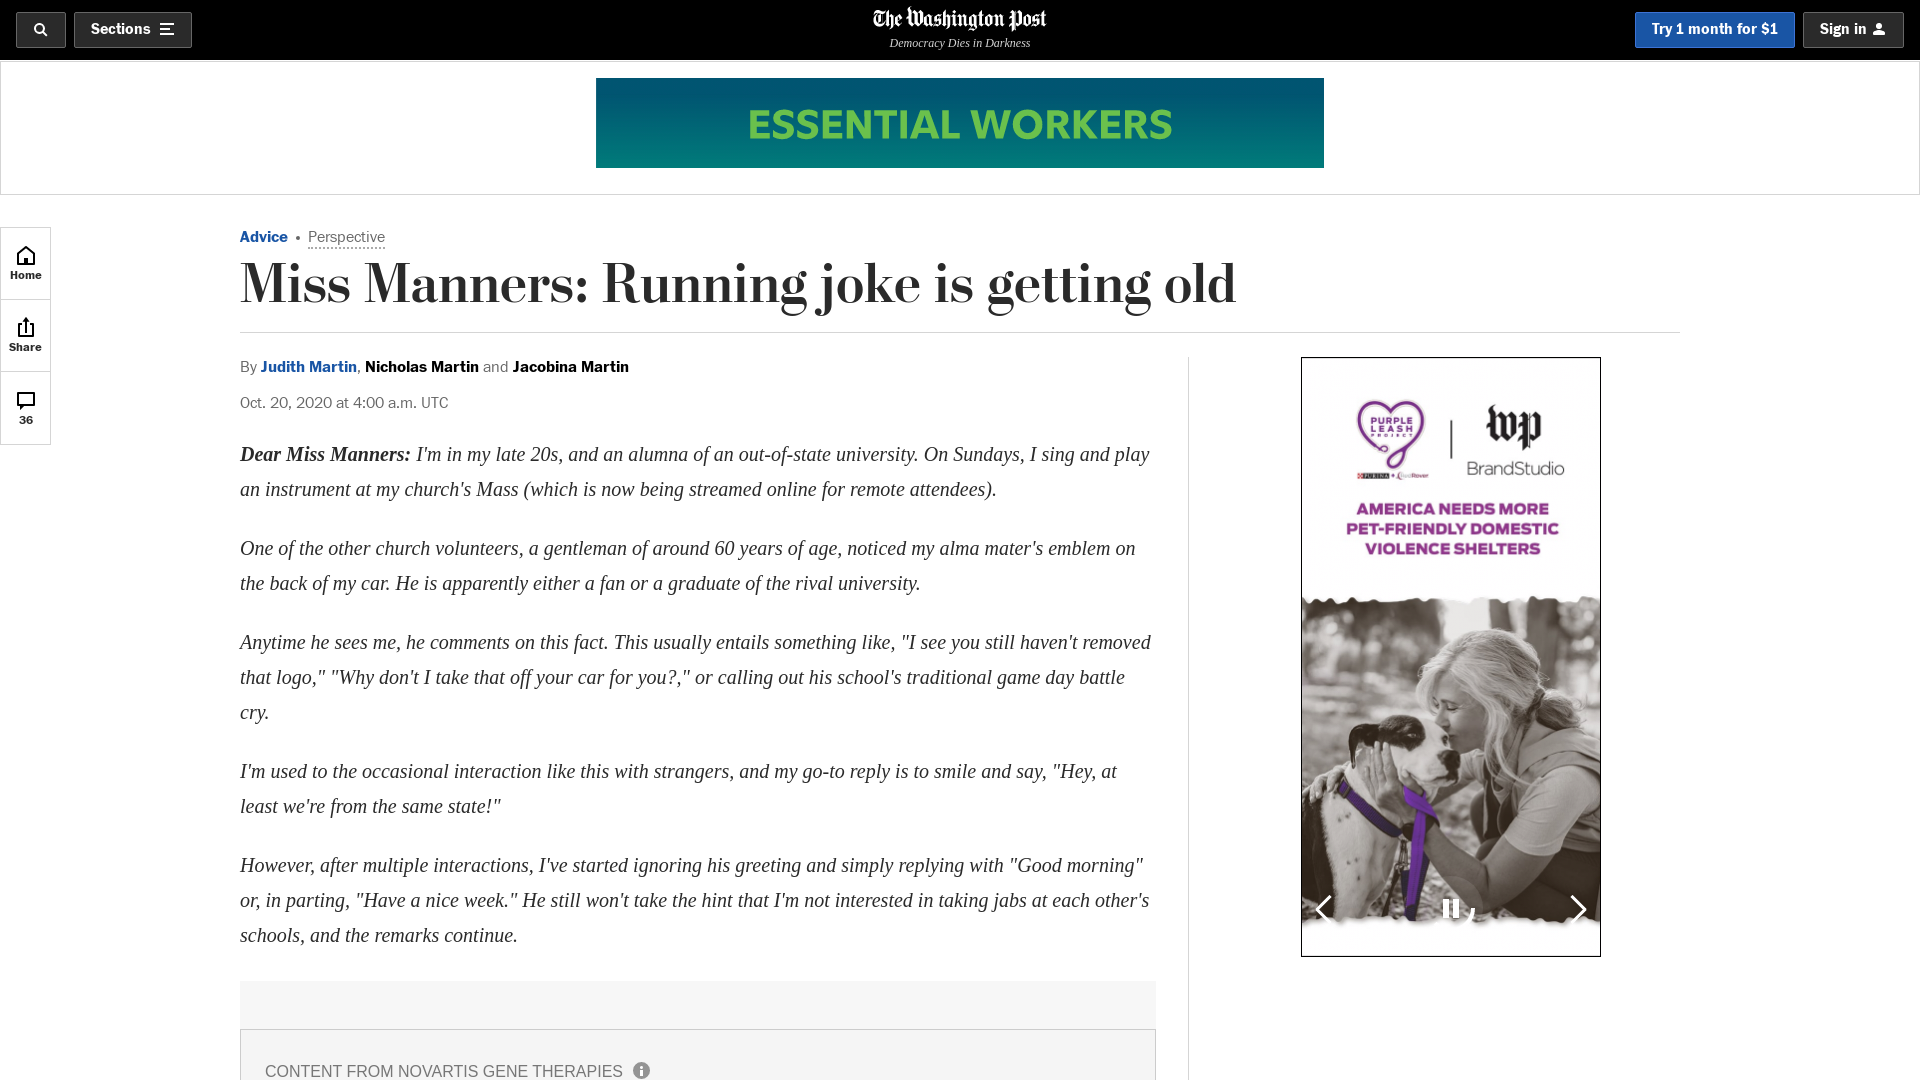 Sections
The Washington Post
Democracy Dies in Darkness
Try 1 month for $1
Sign in
ESSENTIAL WORKERS
Home
Share
36
Advice • Perspective
Miss Manners: Running joke is getting old
By Judith Martin, Nicholas Martin and Jacobina Martin
Oct. 20, 2020 at 4:00 a.m. UTC
Dear Miss Manners: I'm in my late 20s, and an alumna of an out-of-state university. On Sundays, I sing and play
an instrument at my church's Mass (which is now being streamed online for remote attendees).
One of the other church volunteers, a gentleman of around 60 years of age, noticed my alma mater's emblem on
the back of my car. He is apparently either a fan or a graduate of the rival university.
Anytime he sees me, he comments on this fact. This usually entails something like, "I see you still haven't removed
that logo," "Why don't I take that off your car for you?," or calling out his school's traditional game day battle
cry.
I'm used to the occasional interaction like this with strangers, and my go-to reply is to smile and say, "Hey, at
least we're from the same state!"
However, after multiple interactions, I've started ignoring his greeting and simply replying with "Good morning"
or, in parting, "Have a nice week." He still won't take the hint that I'm not interested in taking jabs at each other's
schools, and the remarks continue.
CONTENT FROM NOVARTIS GENE THERAPIES
PURPLE
LEASH
PROJECT
PURINA
wp
BrandStudio
AMERICA NEEDS MORE
PET-FRIENDLY DOMESTIC
VIOLENCE SHELTERS